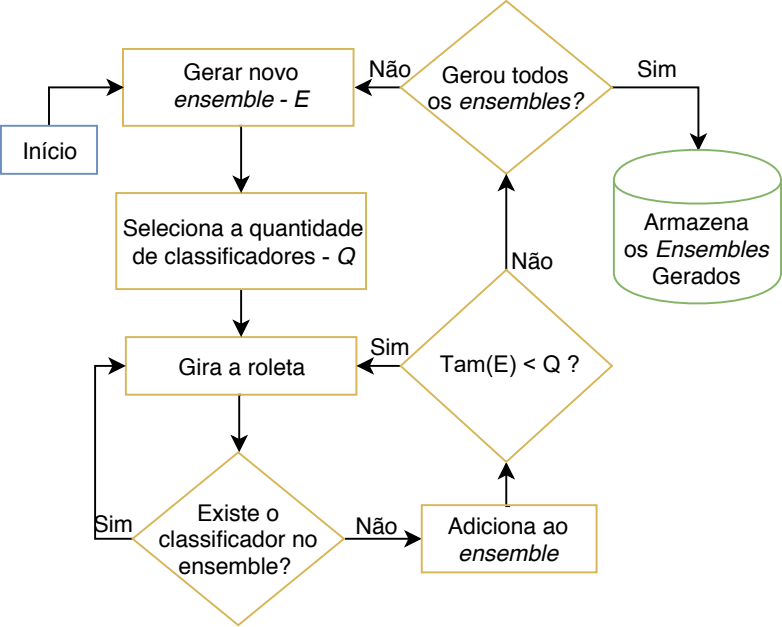 Início
Gerar novo
ensemble - E
Seleciona a quantidade
de classificadores - Q
Gira a roleta
Existe o
classificador no
ensemble?
Sim
Não
Adiciona ao
ensemble
Tam(E) < Q ?
Sim
Não
Gerou todos
os ensembles?
Não
Sim
Armazena
os Ensembles
Gerados